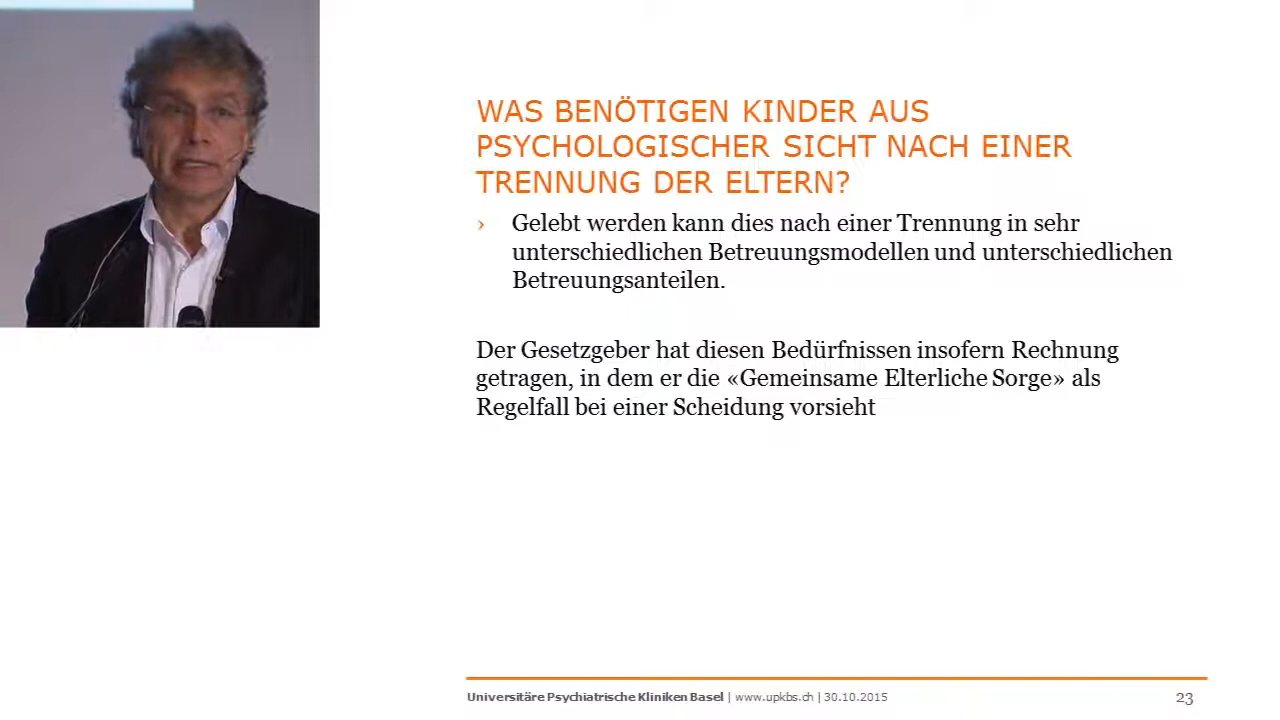 WAS BENÖTIGEN KINDER AUS
PSYCHOLOGISCHER SICHT NACH EINER
TRENNUNG DER ELTERN?
› Gelebt werden kann dies nach einer Trennung in sehr
unterschiedlichen Betreuungsmodellen und unterschiedlichen
Betreuungsanteilen.
Der Gesetzgeber hat diesen Bedürfnissen insofern Rechnung
getragen, in dem er die «Gemeinsame Elterliche Sorge» als
Regelfall bei einer Scheidung vorsieht
Universitäre Psychiatrische Kliniken Basel | www.upkbs.ch | 30.10.2015 23